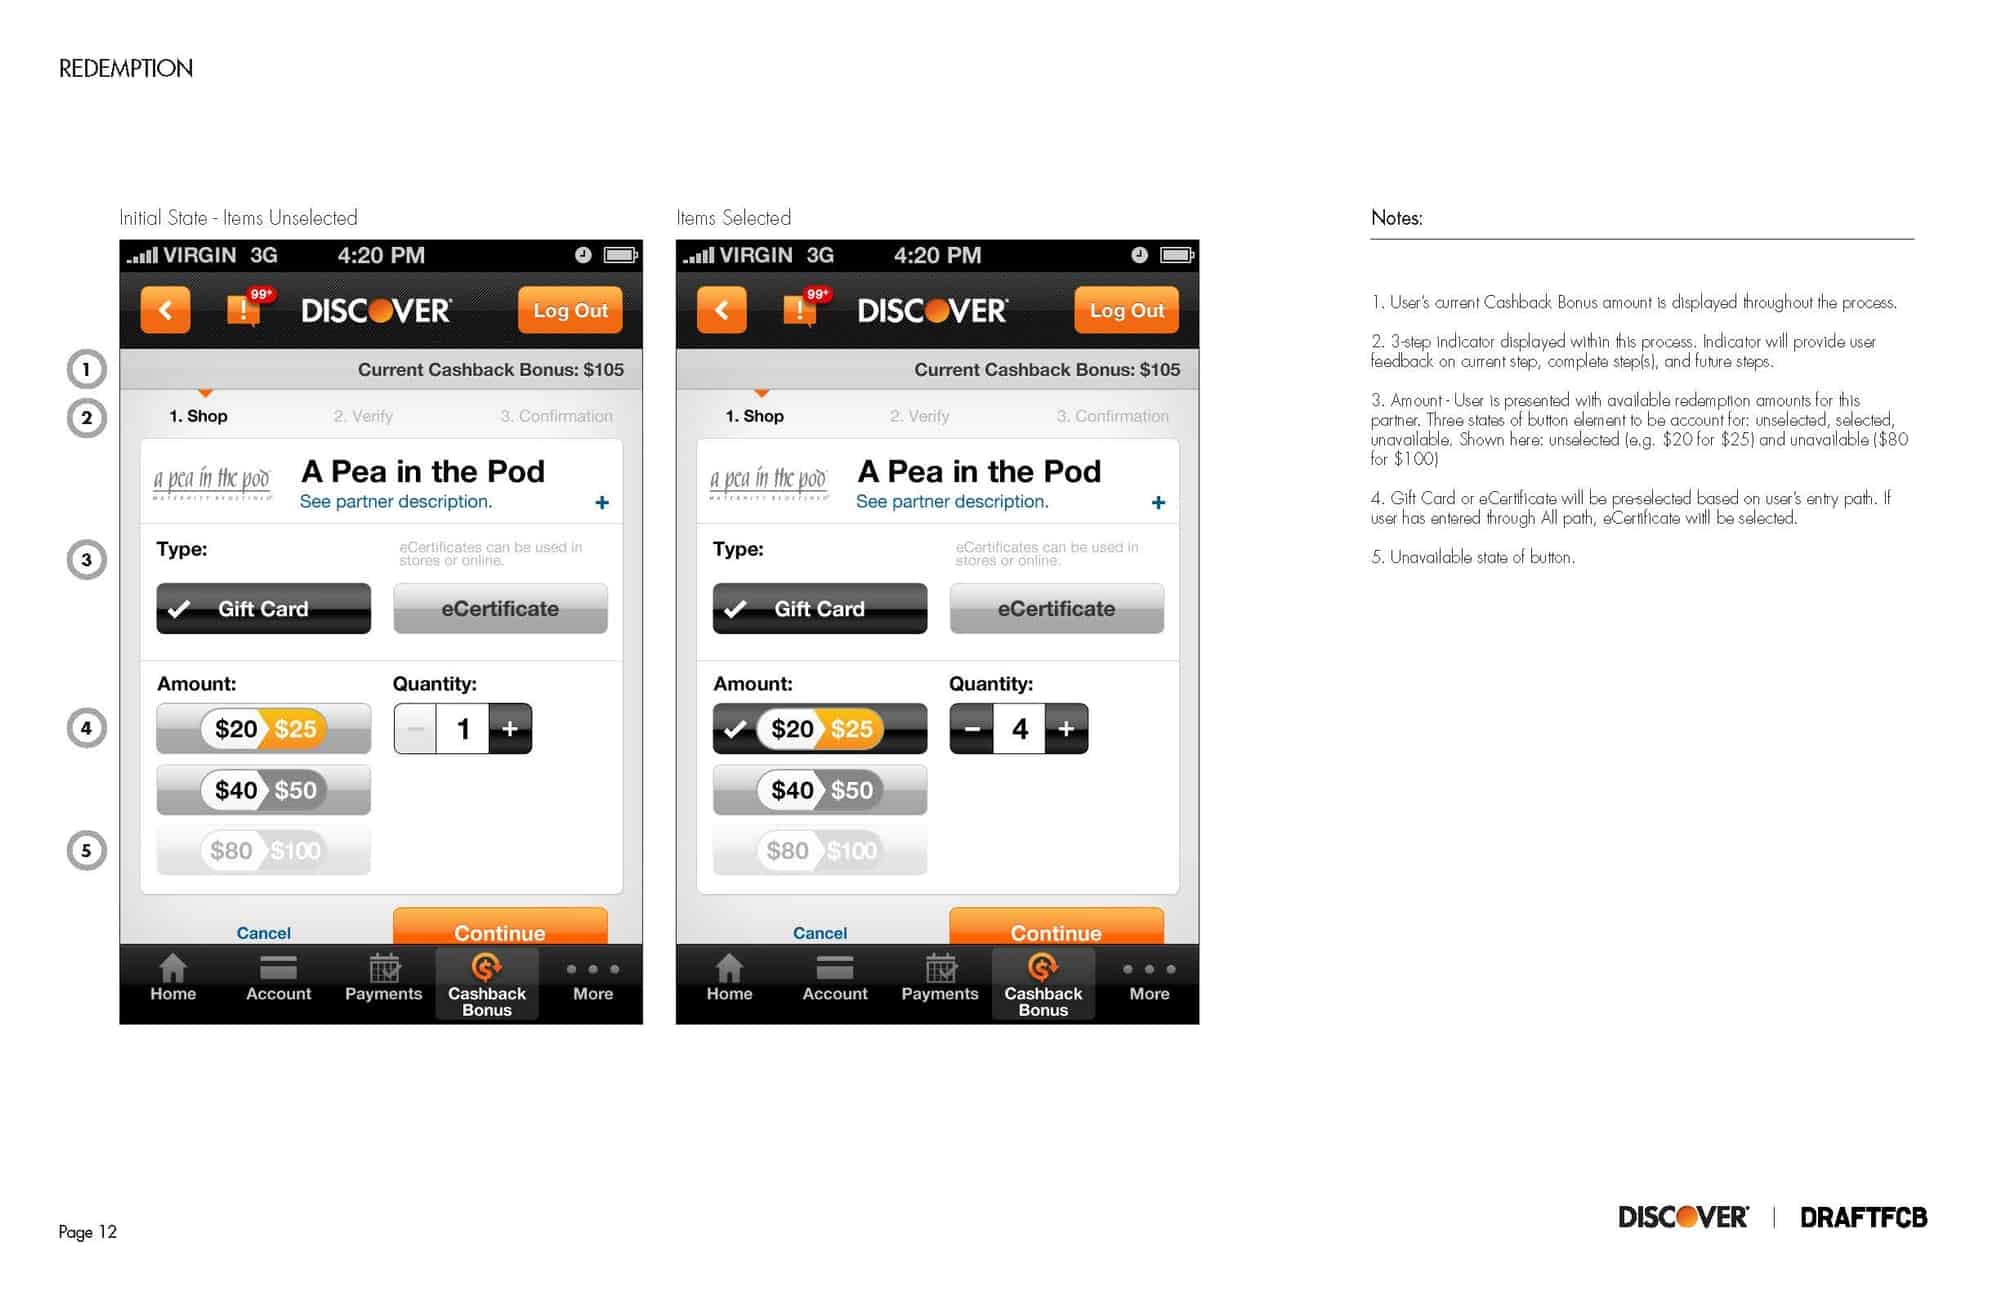 REDEMPTION
Initial State - Items Unselected
VIRGIN 3G 4:20 PM
99+
! DISCOVER Log Out
1 Current Cashback Bonus: $105
2 1. Shop 2. Verify 3. Confirmation
a pea in the pod A Pea in the Pod
MATERNITY REDEFINED See partner description. +
3 Type: eCertificates can be used in
stores or online.
Gift Card eCertificate
Amount: Quantity:
4 $20 $25 − 1 +
$40 $50
5 $80 $100
Cancel Continue
Home Account Payments Cashback More
Bonus
Items Selected
VIRGIN 3G 4:20 PM
99+
! DISCOVER Log Out
Current Cashback Bonus: $105
1. Shop 2. Verify 3. Confirmation
a pea in the pod A Pea in the Pod
MATERNITY REDEFINED See partner description. +
Type: eCertificates can be used in
stores or online.
Gift Card eCertificate
Amount: Quantity:
$20 $25 − 4 +
$40 $50
$80 $100
Cancel Continue
Home Account Payments Cashback More
Bonus
Notes:
1. User's current Cashback Bonus amount is displayed throughout the process.
2. 3-step indicator displayed within this process. Indicator will provide user
feedback on current step, complete step(s), and future steps.
3. Amount - User is presented with available redemption amounts for this
partner. Three states of button element to be account for: unselected, selected,
unavailable. Shown here: unselected (e.g. $20 for $25) and unavailable ($80
for $100)
4. Gift Card or eCertificate will be pre-selected based on user's entry path. If
user has entered through All path, eCertificate will be selected.
5. Unavailable state of button.
Page 12
DISCOVER | DRAFTFCB